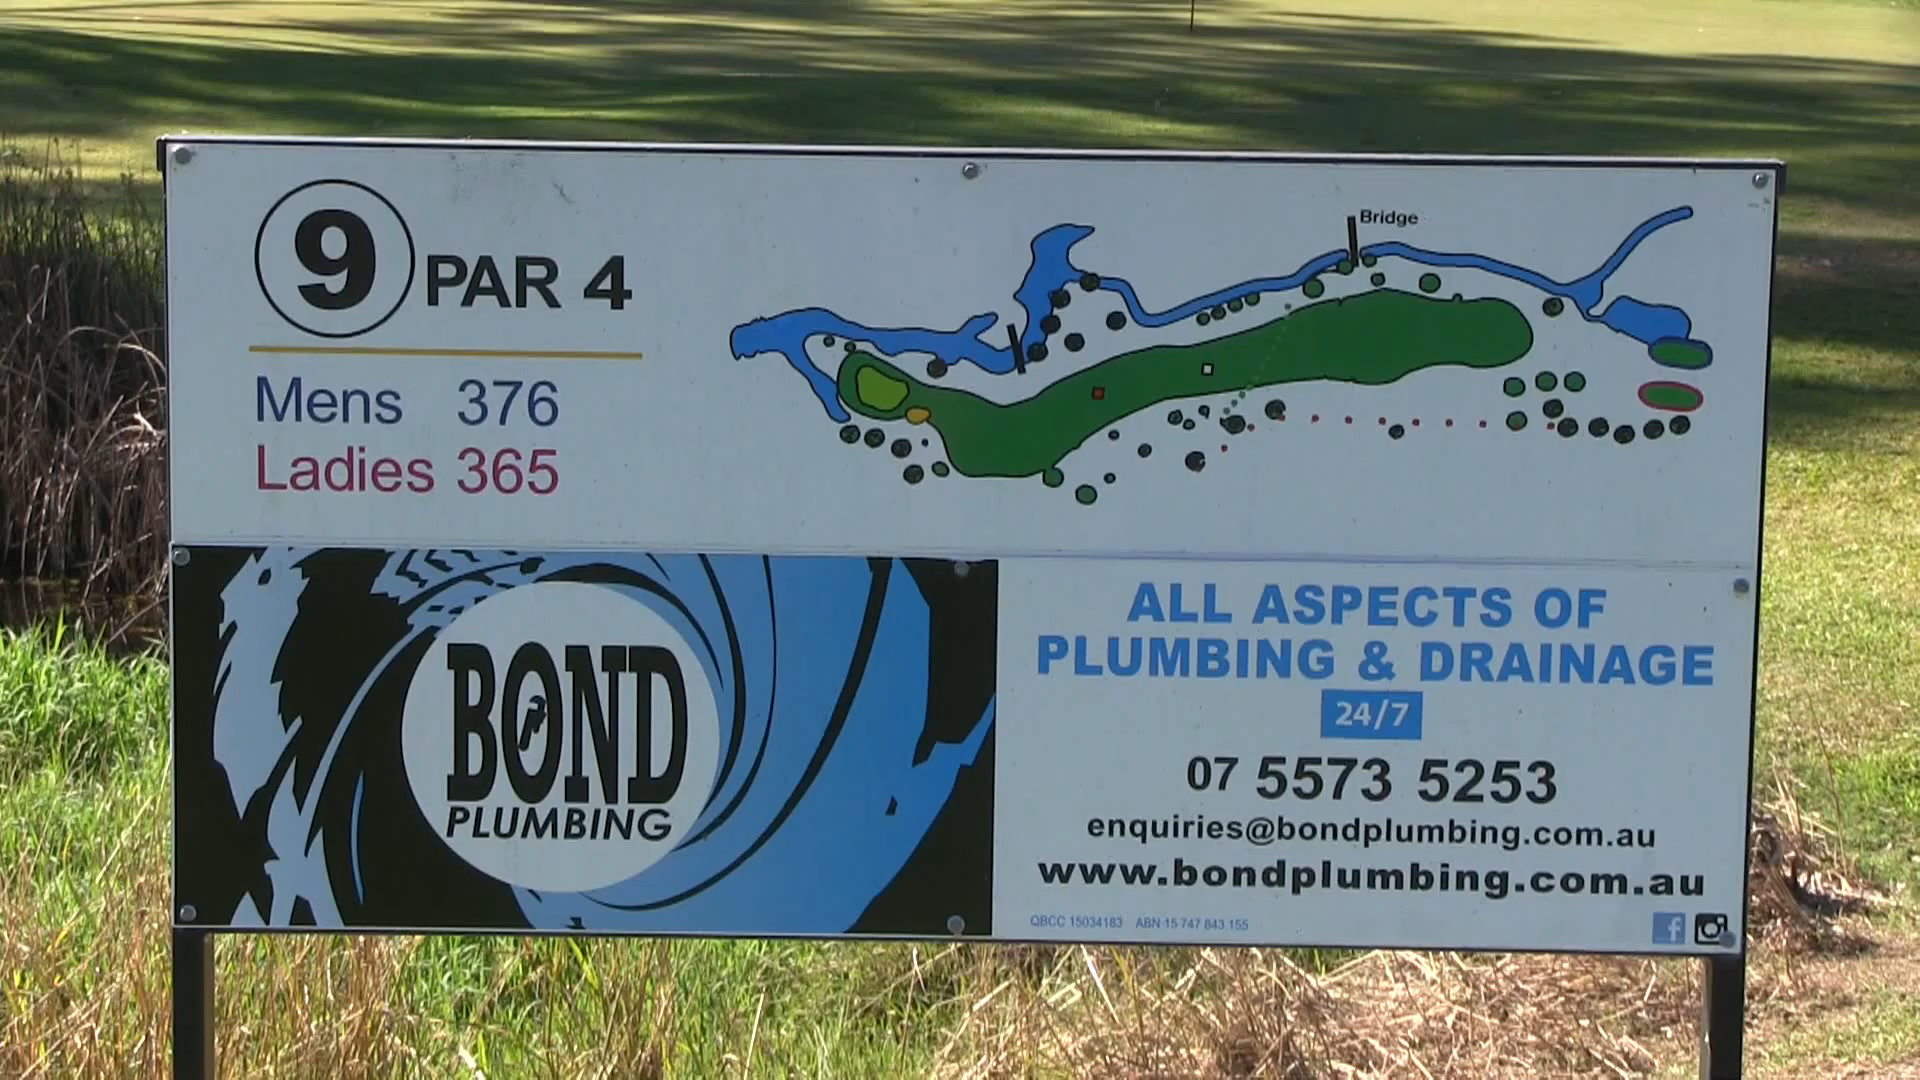 9 PAR 4
Mens 376
Ladies 365
Bridge
BOND
PLUMBING
ALL ASPECTS OF
PLUMBING & DRAINAGE
24/7
07 5573 5253
enquiries@bondplumbing.com.au
www.bondplumbing.com.au
QBCC 15034183 ABN 15 747 843 155